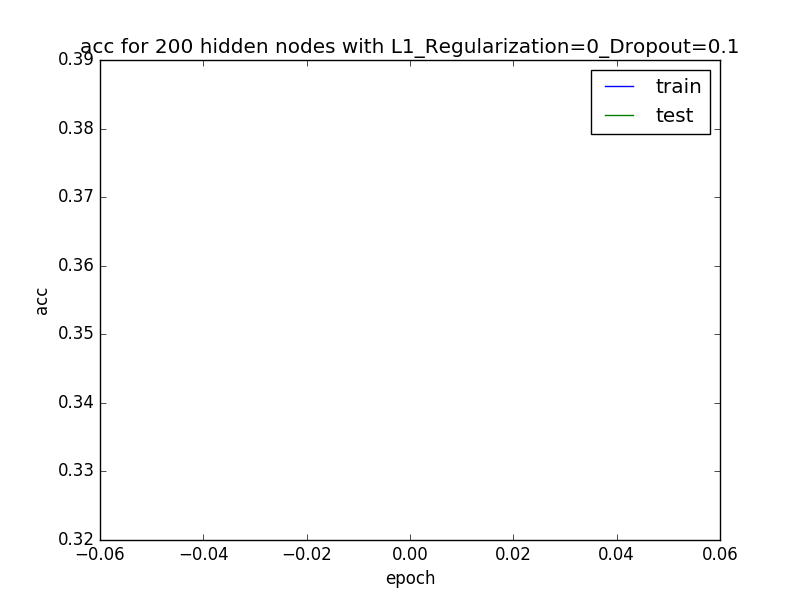 acc for 200 hidden nodes with L1_Regularization=0_Dropout=0.1
0.39
0.38
0.37
0.36
0.35
0.34
0.33
0.32
acc
train
test
−0.06 −0.04 −0.02 0.00 0.02 0.04 0.06
epoch